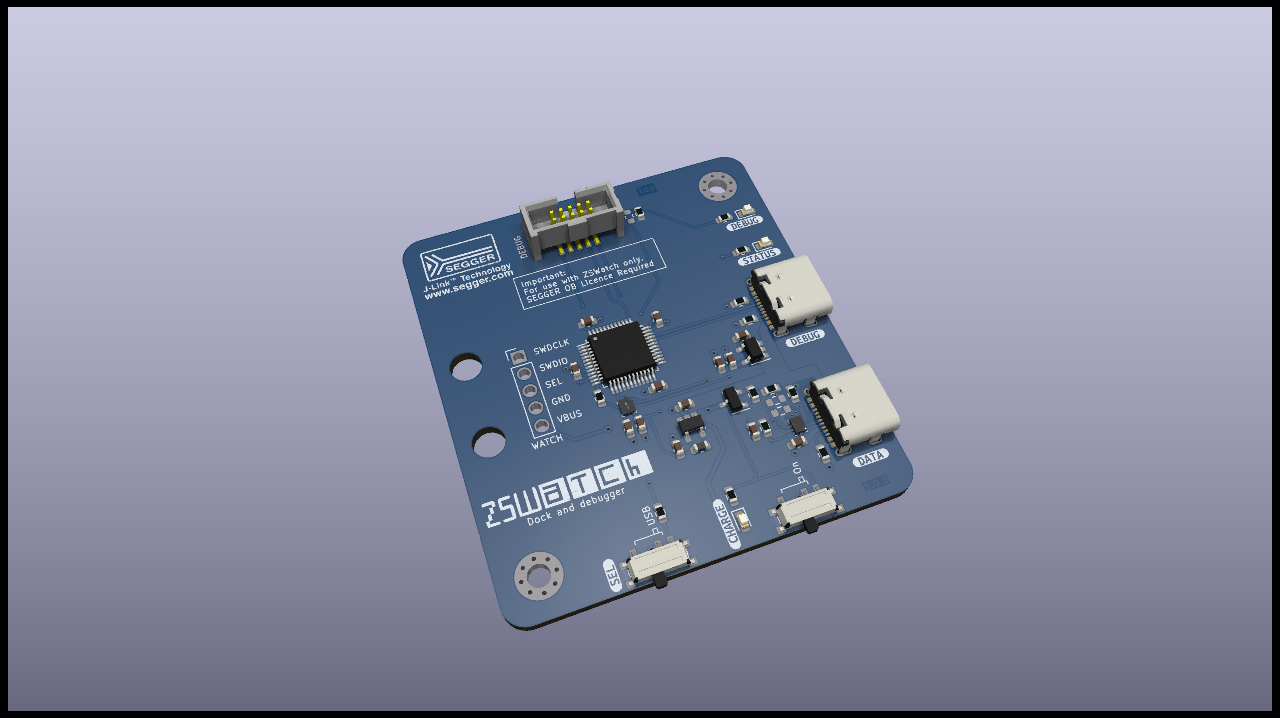 Top
DEBUG
DEBUG
SEGGER
J-Link™ Technology
www.segger.com
Important:
For use with ZSWatch only,
SEGGER OB Licence Required
STATUS
DEBUG
SWDCLK
SWDIO
SEL
GND
VBUS
WATCH
ZSWATCh
Dock and debugger
DATA
On
USB
CHARGE
SEL